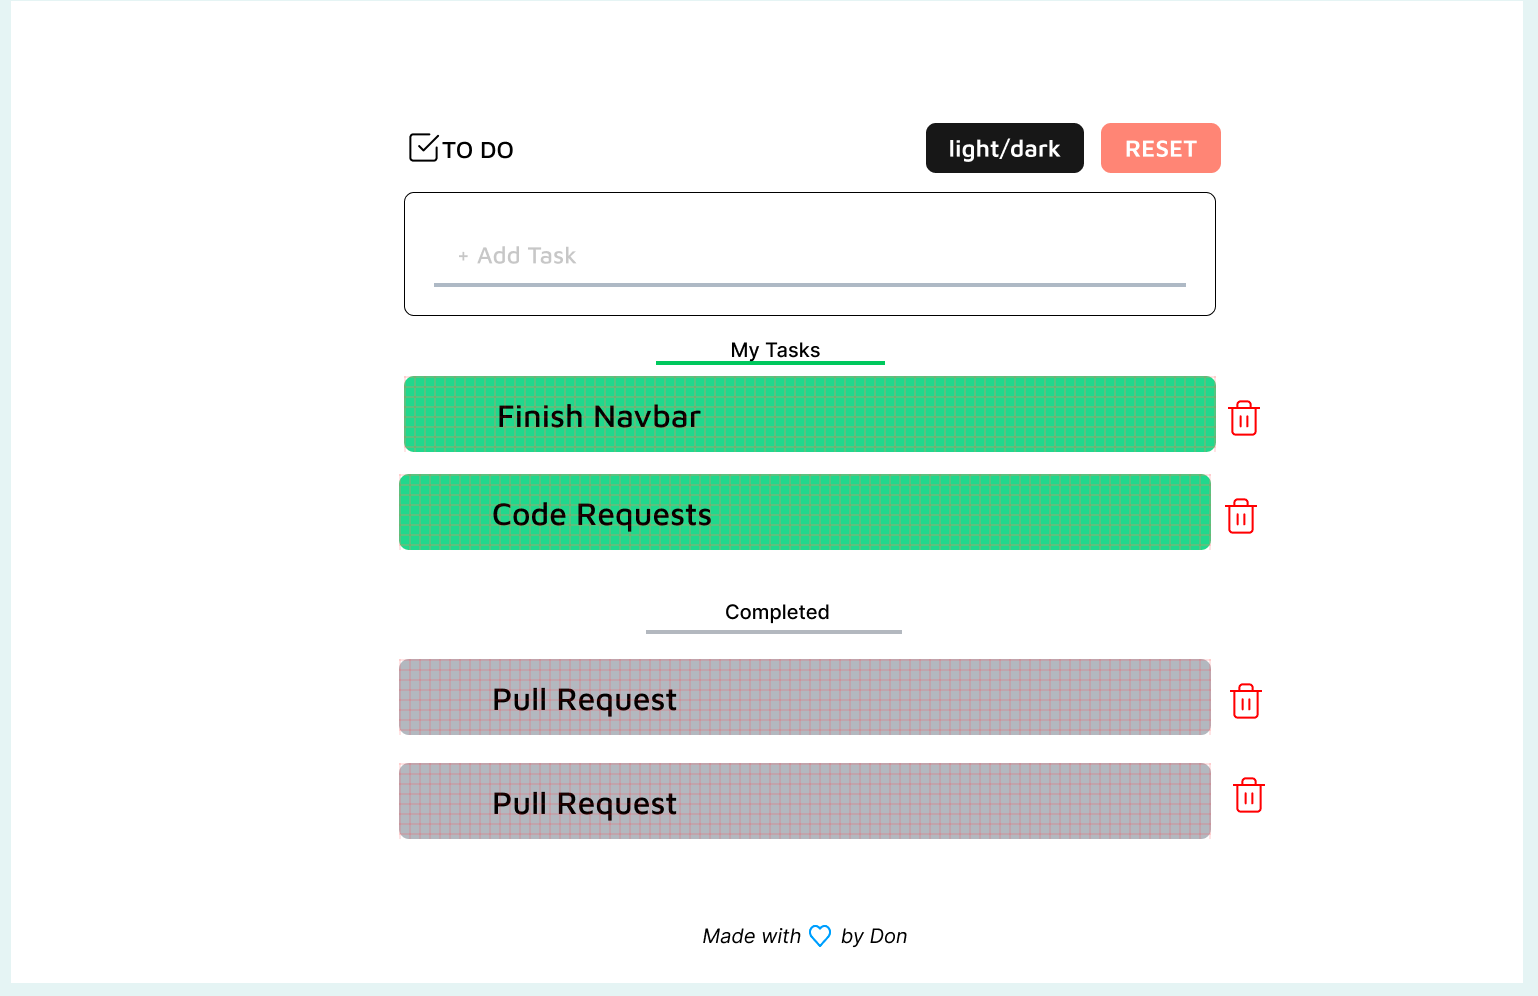 TO DO
light/dark
RESET
+ Add Task
My Tasks
Finish Navbar
Code Requests
Completed
Pull Request
Pull Request
Made with by Don